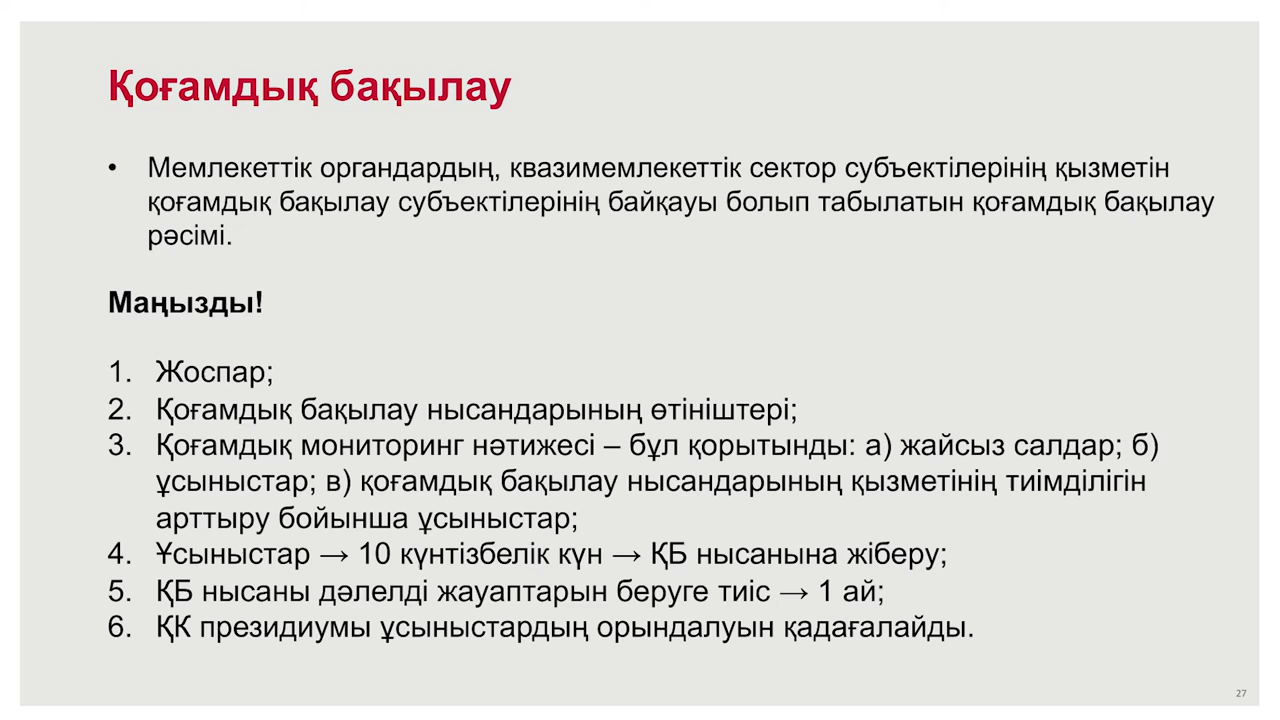 Қоғамдық бақылау
• Мемлекеттік органдардың, квазимемлекеттік сектор субъектілерінің қызметін
қоғамдық бақылау субъектілерінің байқауы болып табылатын қоғамдық бақылау
рәсімі.
Маңызды!
1. Жоспар;
2. Қоғамдық бақылау нысандарының өтініштері;
3. Қоғамдық мониторинг нәтижесі – бұл қорытынды: а) жайсыз салдар; б)
ұсыныстар; в) қоғамдық бақылау нысандарының қызметінің тиімділігін
арттыру бойынша ұсыныстар;
4. Ұсыныстар → 10 күнтізбелік күн → ҚБ нысанына жіберу;
5. ҚБ нысаны дәлелді жауаптарын беруге тиіс → 1 ай;
6. ҚК президиумы ұсыныстардың орындалуын қадағалайды.
27